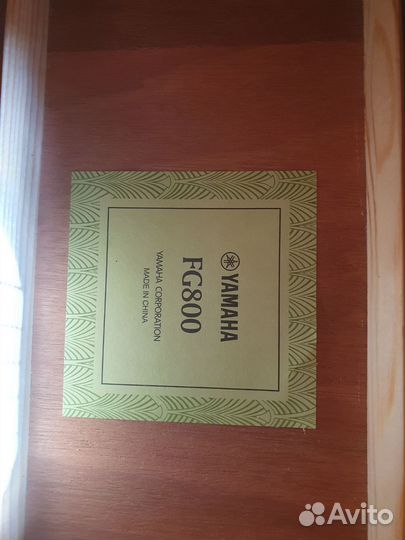 YAMAHA
FG800
YAMAHA CORPORATION
MADE IN CHINA
Avito